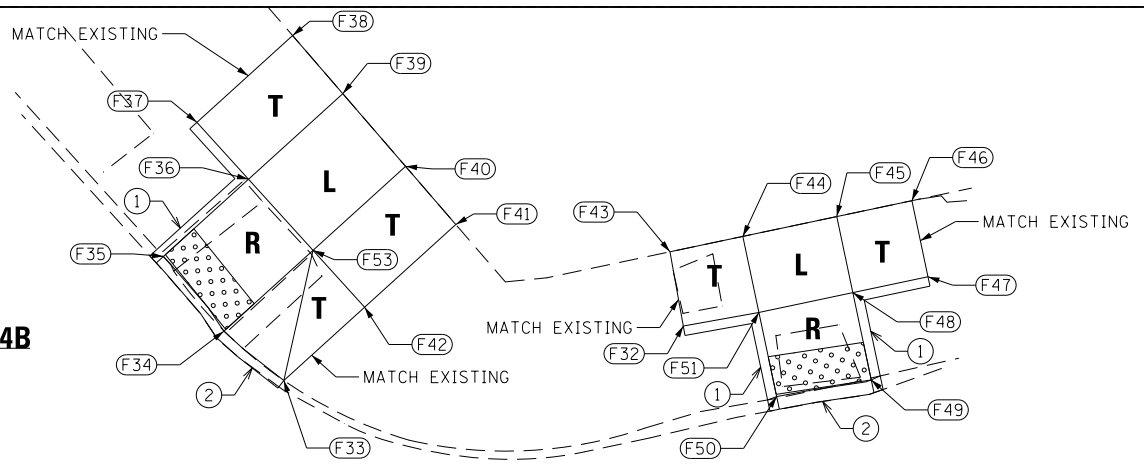 MATCH EXISTING
F38
F39
F37
T
F36
L
F40
1
F41
R
T
F35
F53
T
4B
F34
F42
MATCH EXISTING
2
F33
F46
F45
F44
F43
MATCH EXISTING
T
L
T
F47
MATCH EXISTING
R
F48
F32
F51
1
1
F49
F50
2